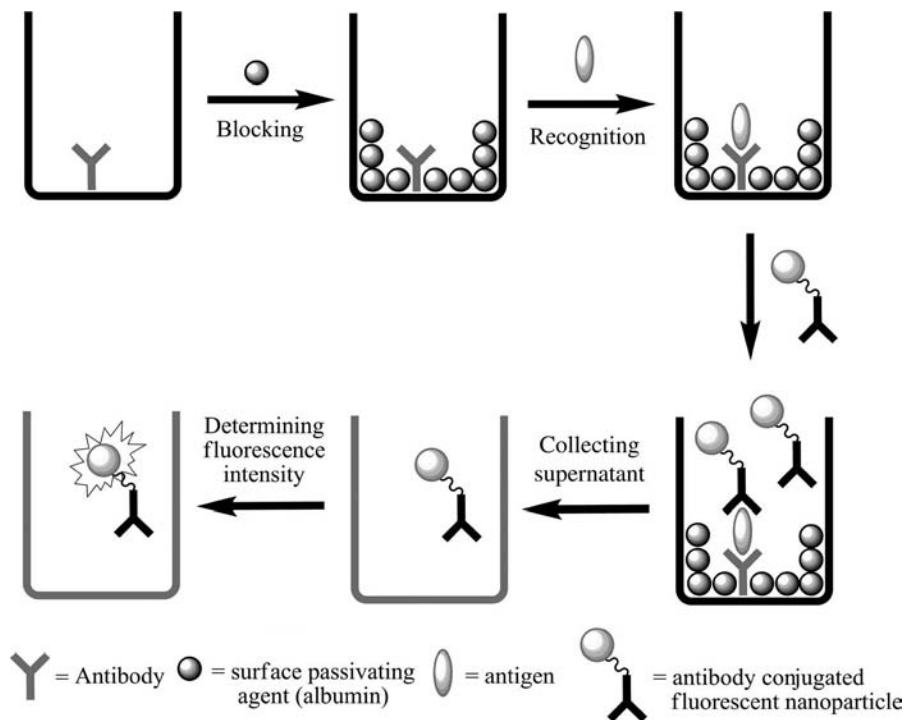 Blocking
Recognition
Determining
fluorescence
intensity
Collecting
supernatant
= Antibody
= surface passivating
agent (albumin)
= antigen
= antibody conjugated
fluorescent nanoparticle